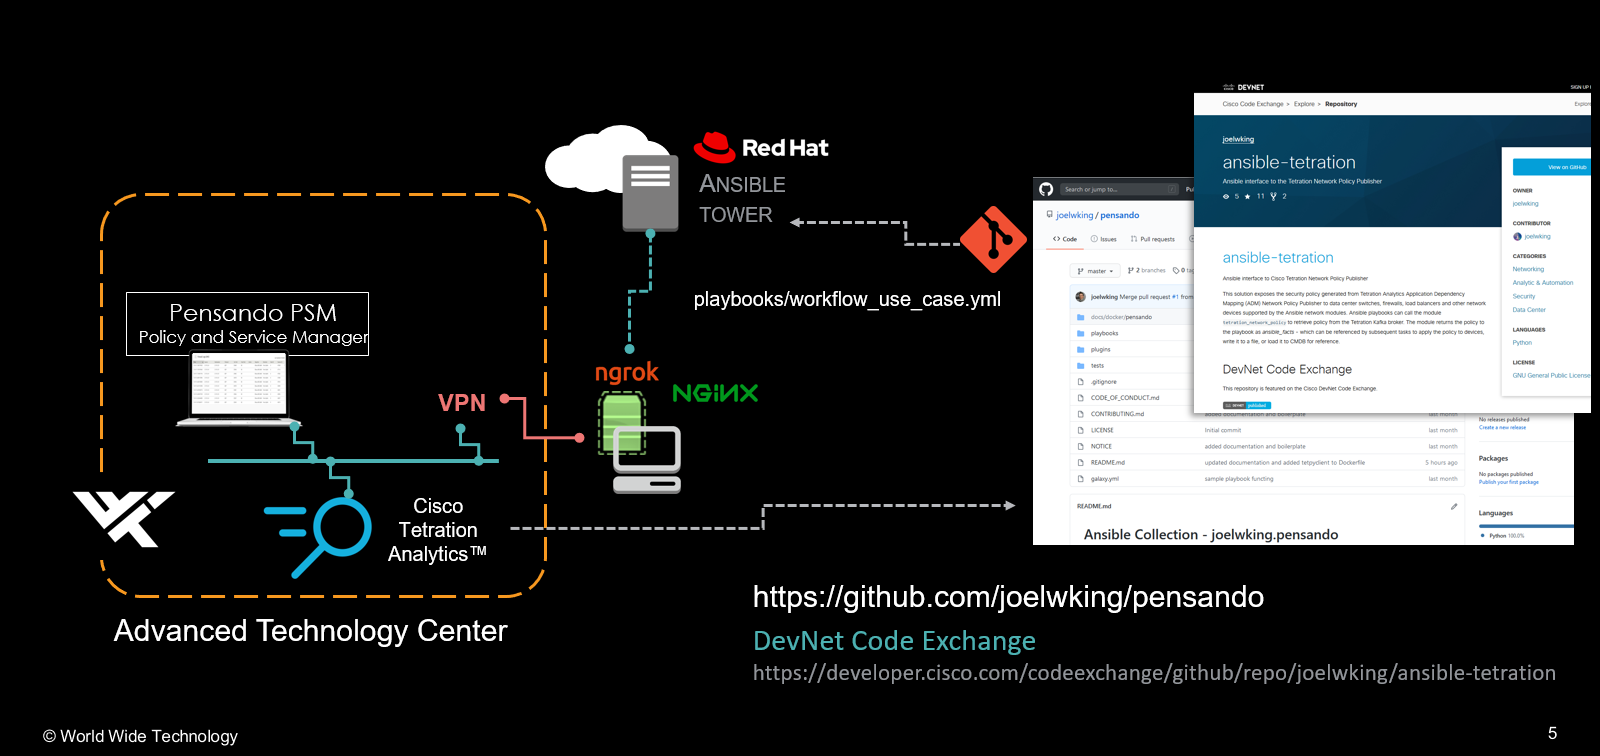 Red Hat
ANSIBLE
TOWER
playbooks/workflow_use_case.yml
Pensando PSM
Policy and Service Manager
ngrok
NGINX
VPN
Cisco
Tetration
Analytics™
Advanced Technology Center
DEVNET
SIGN UP
Cisco Code Exchange > Explore > Repository
joelwking
ansible-tetration
Ansible interface to the Tetration Network Policy Publisher
5 11 2
View on GitHub
OWNER
joelwking
CONTRIBUTOR
joelwking
CATEGORIES
Networking
Analytic & Automation
Security
Data Center
LANGUAGES
Python
LICENSE
GNU General Public License
ansible-tetration
Ansible interface to Cisco Tetration Network Policy Publisher
This solution exposes the security policy generated from Tetration Analytics Application Dependency
Mapping (ADM) Network Policy Publisher to data center switches, firewalls, load balancers and other network
devices supported by the Ansible network modules. Ansible playbooks can call the module
tetration_network_policy to retrieve policy from the Tetration Kafka broker. The module returns the policy to
the playbook as ansible_facts - which can be referenced by subsequent tasks to apply the policy to devices,
write it to a file, or load it to CMDB for reference.
DevNet Code Exchange
This repository is featured on the Cisco DevNet Code Exchange.
DEVNET published
Search or jump to...
joelwking / pensando
Code Issues Pull requests
master 2 branches 0
joelwking Merge pull request #1 from
docs/docker/pensando
playbooks
plugins
tests
.gitignore
CODE_OF_CONDUCT.md
CONTRIBUTING.md added documentation and boilerplate last month
LICENSE Initial commit last month
NOTICE added documentation and boilerplate last month
README.md updated documentation and added tetpyclient to Dockerfile 5 hours ago
galaxy.yml sample playbook functing last month
README.md
Ansible Collection - joelwking.pensando
No releases published
Create a new release
Packages
No packages published
Publish your first package
Languages
Python 100.0%
https://github.com/joelwking/pensando
DevNet Code Exchange
https://developer.cisco.com/codeexchange/github/repo/joelwking/ansible-tetration
© World Wide Technology
5